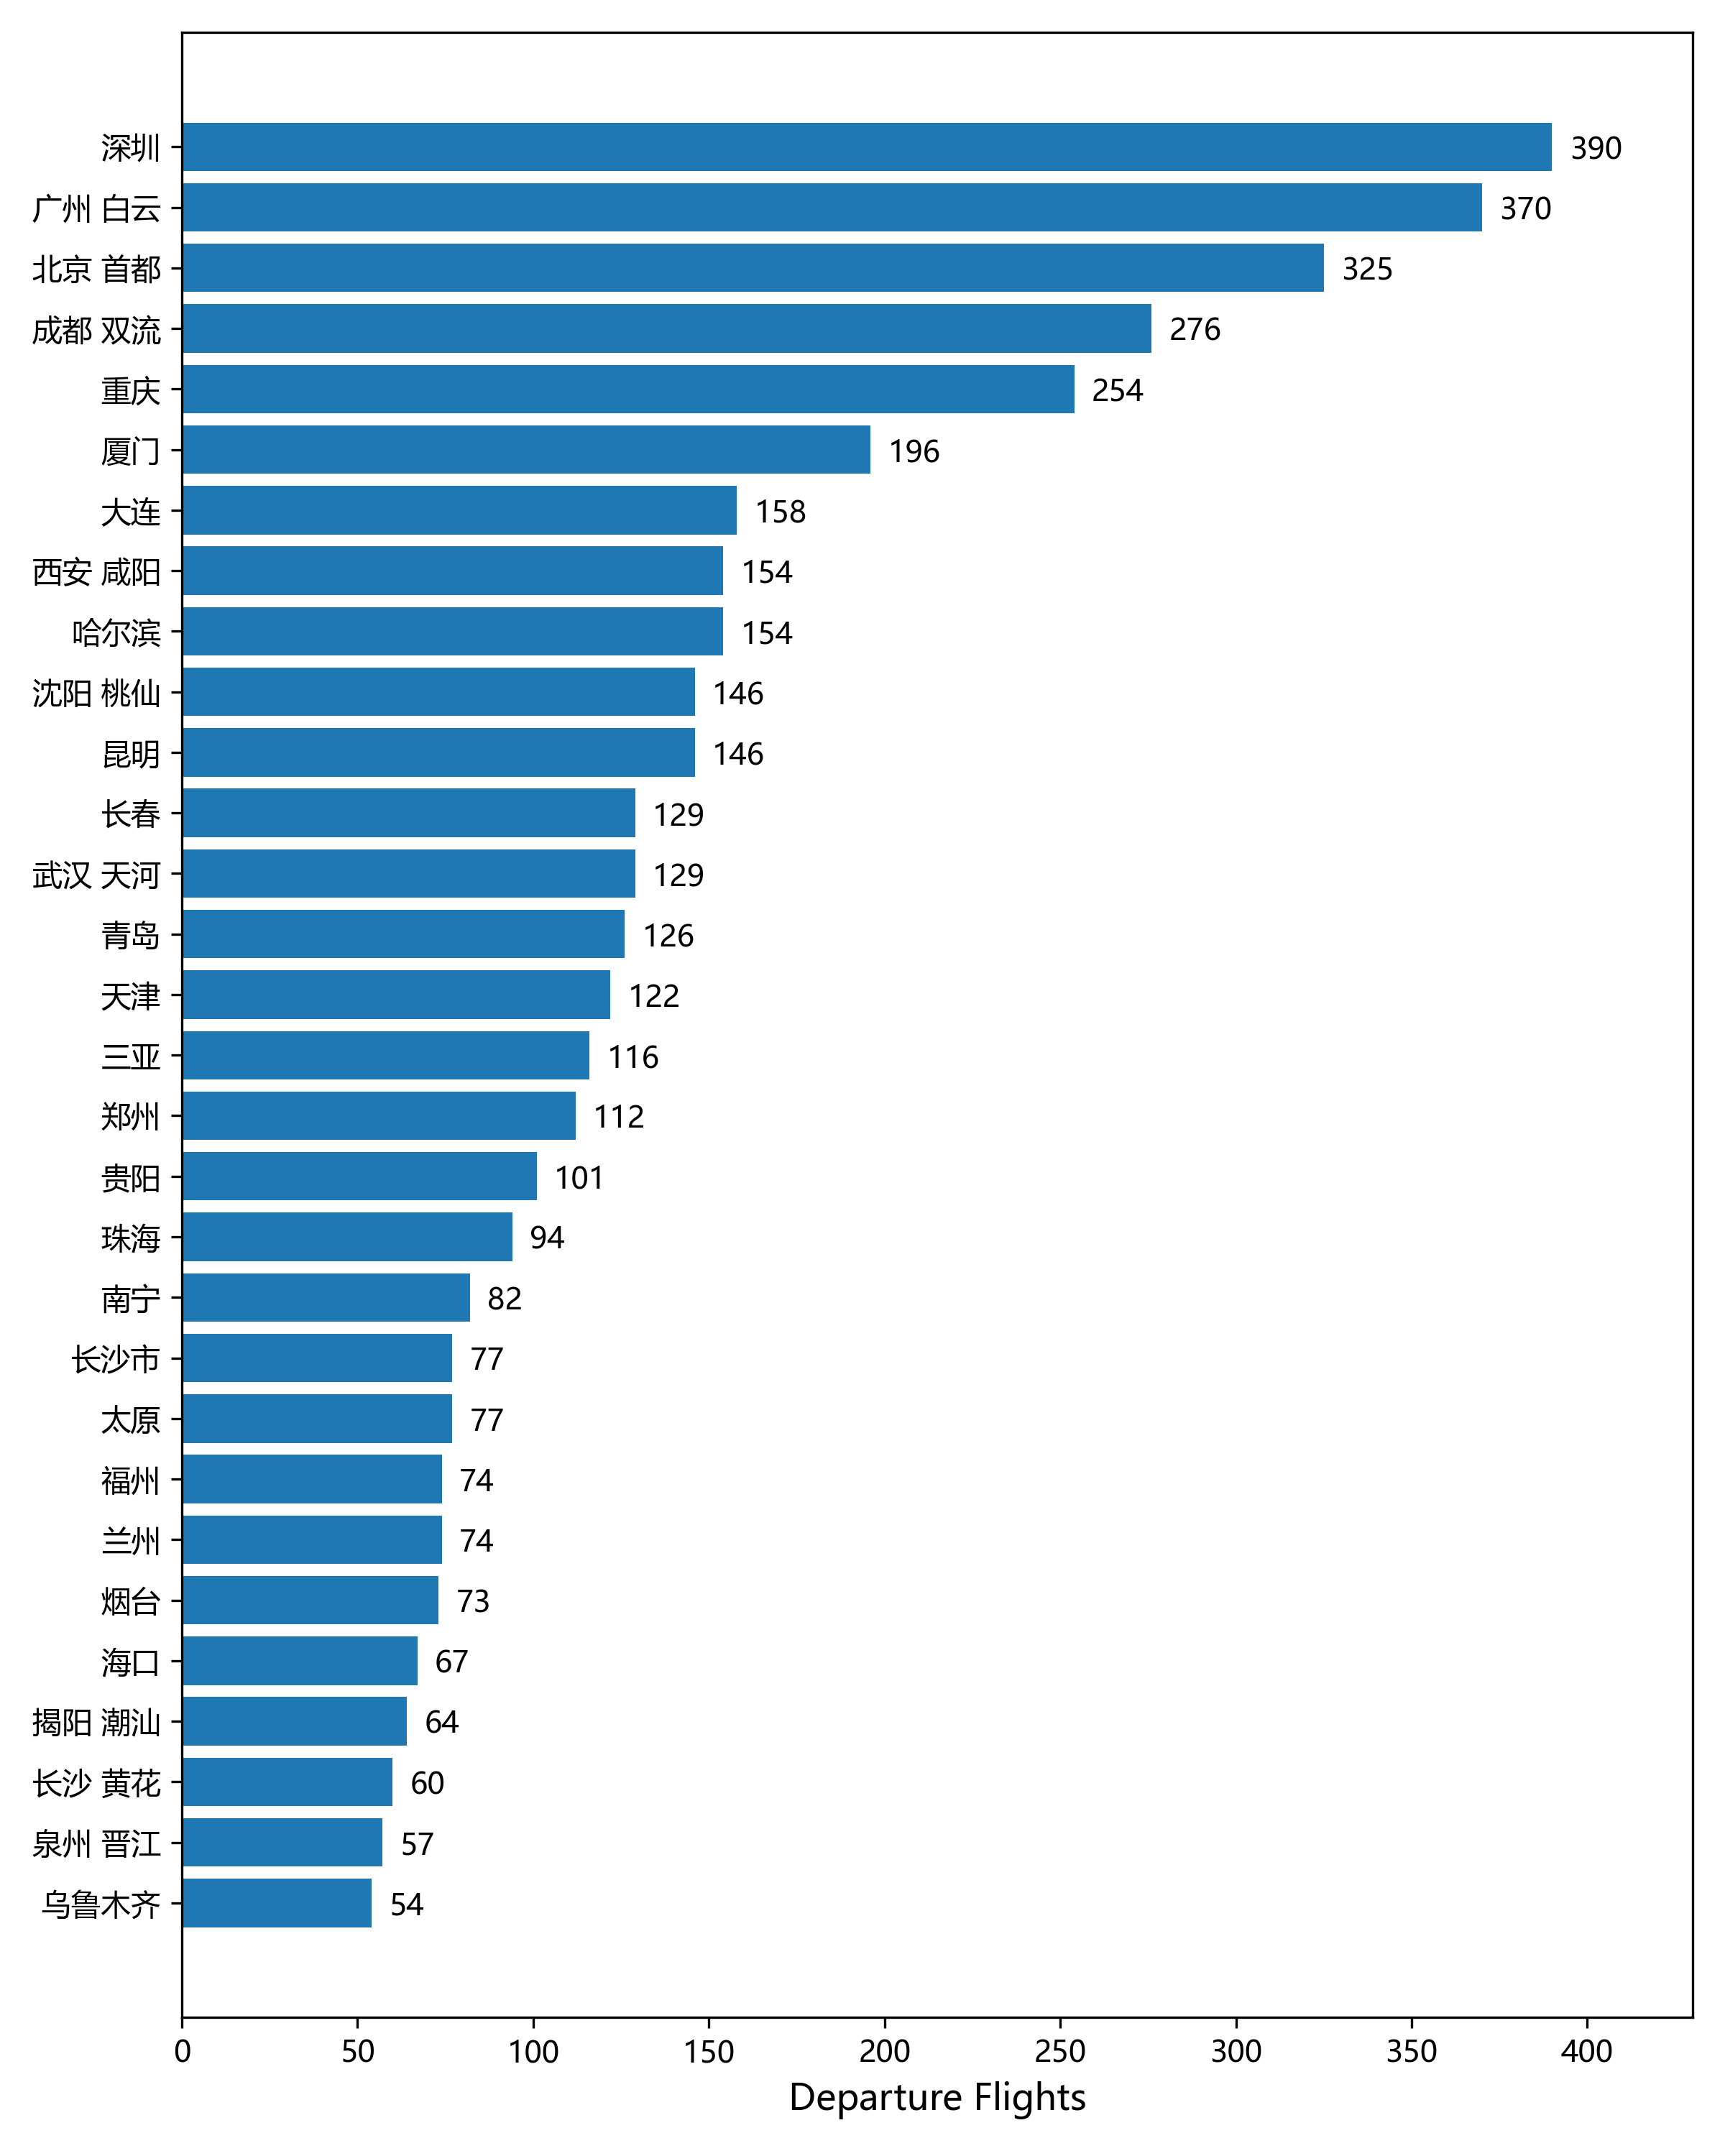 深圳 390
广州 白云 370
北京 首都 325
成都 双流 276
重庆 254
厦门 196
大连 158
西安 咸阳 154
哈尔滨 154
沈阳 桃仙 146
昆明 146
长春 129
武汉 天河 129
青岛 126
天津 122
三亚 116
郑州 112
贵阳 101
珠海 94
南宁 82
长沙市 77
太原 77
福州 74
兰州 74
烟台 73
海口 67
揭阳 潮汕 64
长沙 黄花 60
泉州 晋江 57
乌鲁木齐 54
0 50 100 150 200 250 300 350 400
Departure Flights